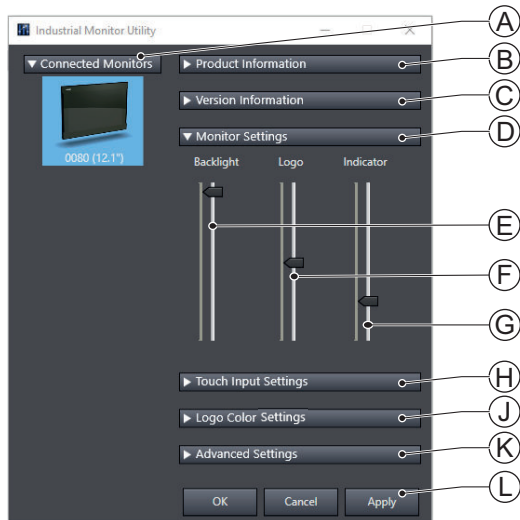 Industrial Monitor Utility
A
▼ Connected Monitors
▶ Product Information
B
▶ Version Information
C
▼ Monitor Settings
D
0080 (12.1")
Backlight Logo Indicator
E
F
G
▶ Touch Input Settings
H
▶ Logo Color Settings
J
▶ Advanced Settings
K
OK Cancel Apply
L